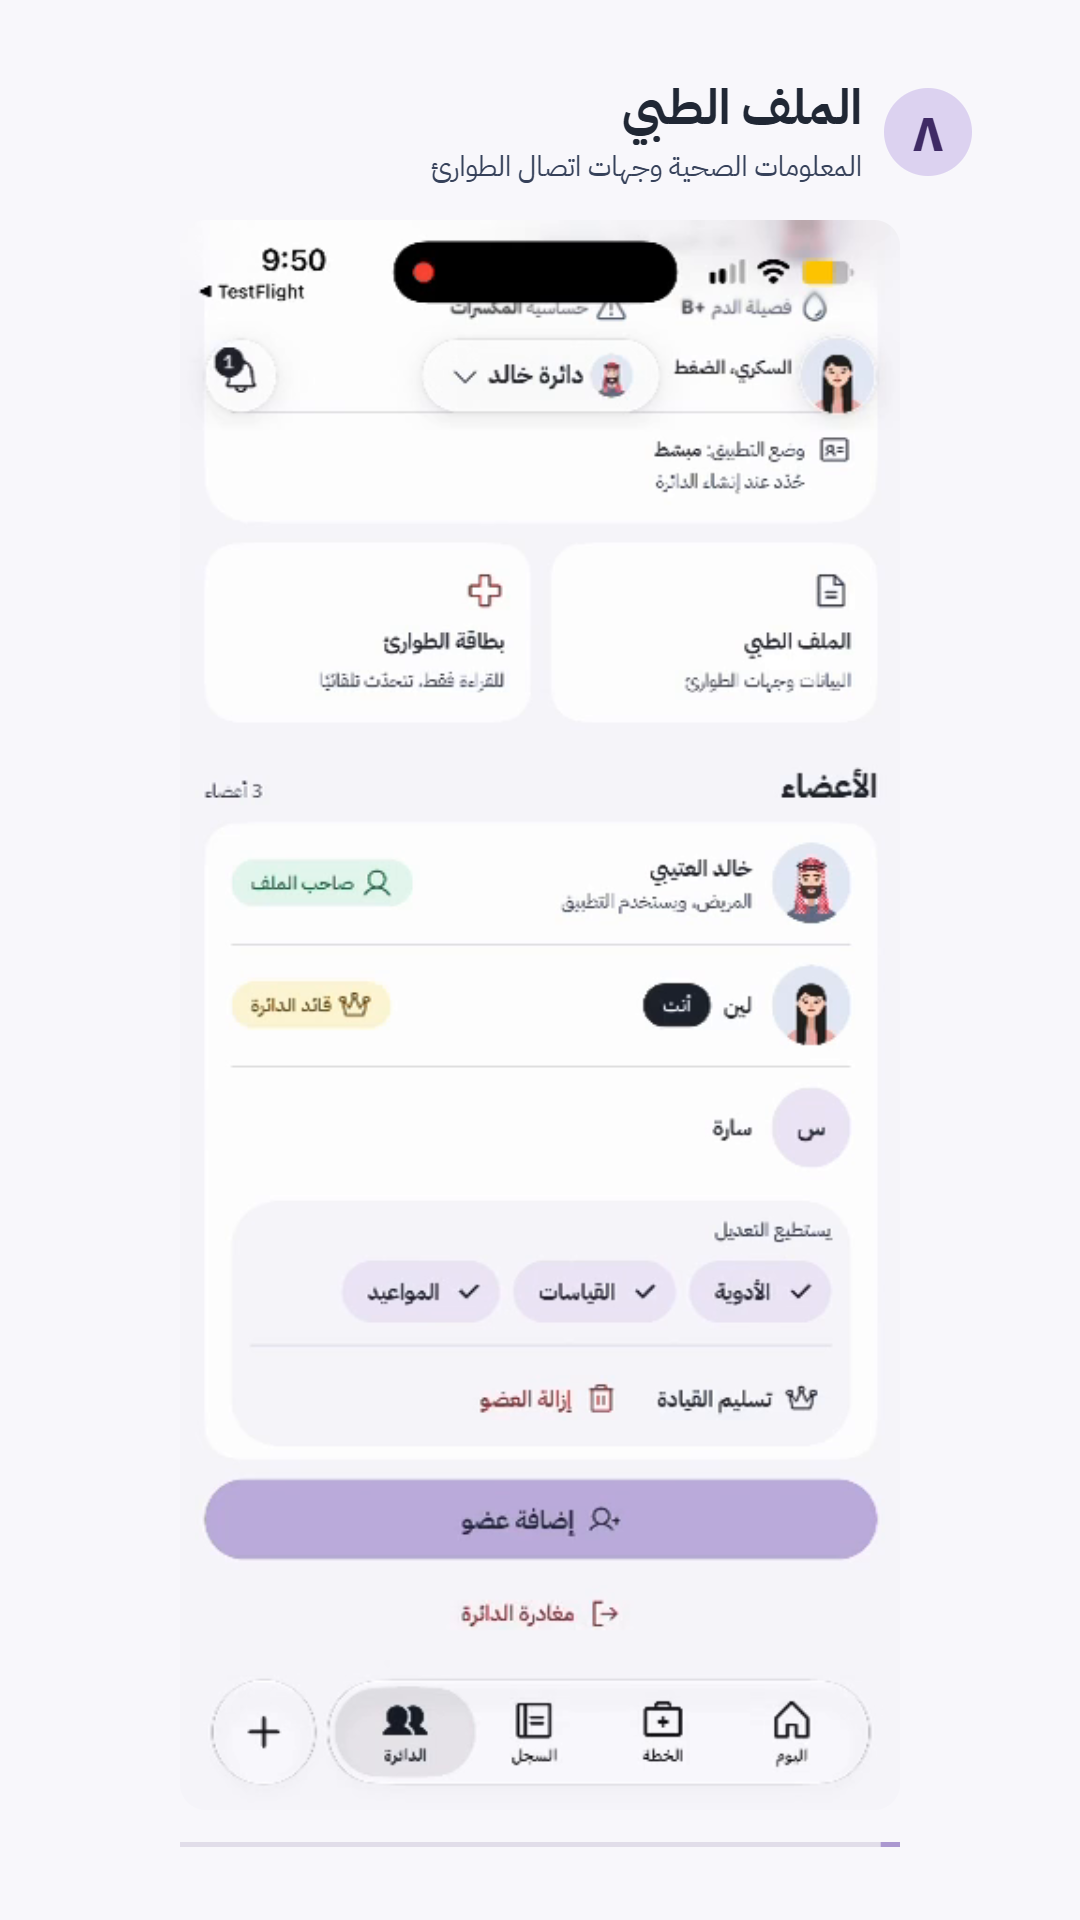 ٨
الملف الطبي
المعلومات الصحية وجهات اتصال الطوارئ
9:50
TestFlight
فصيلة الدم B+
حساسية المكسرات
السكري، الضغط
دائرة خالد
1
وضع التطبيق: مبسّط
حُدّد عند إنشاء الدائرة
الملف الطبي
البيانات وجهات الطوارئ
بطاقة الطوارئ
للقراءة فقط، تتحدّث تلقائيًا
الأعضاء
3 أعضاء
خالد العتيبي
المريض، ويستخدم التطبيق
صاحب الملف
لين
أنت
قائد الدائرة
س
سارة
يستطيع التعديل
الأدوية
القياسات
المواعيد
تسليم القيادة
إزالة العضو
إضافة عضو
مغادرة الدائرة
اليوم
الخطة
السجل
الدائرة